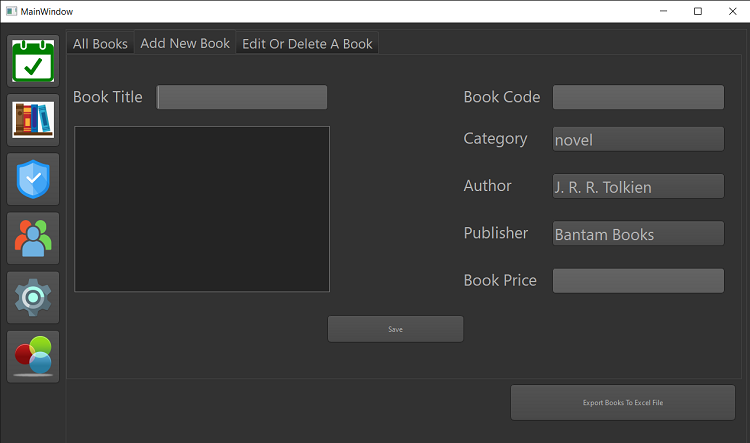 MainWindow
All Books
Add New Book
Edit Or Delete A Book
Book Title
Book Code
Category
novel
Author
J. R. R. Tolkien
Publisher
Bantam Books
Book Price
Save
Export Books To Excel File